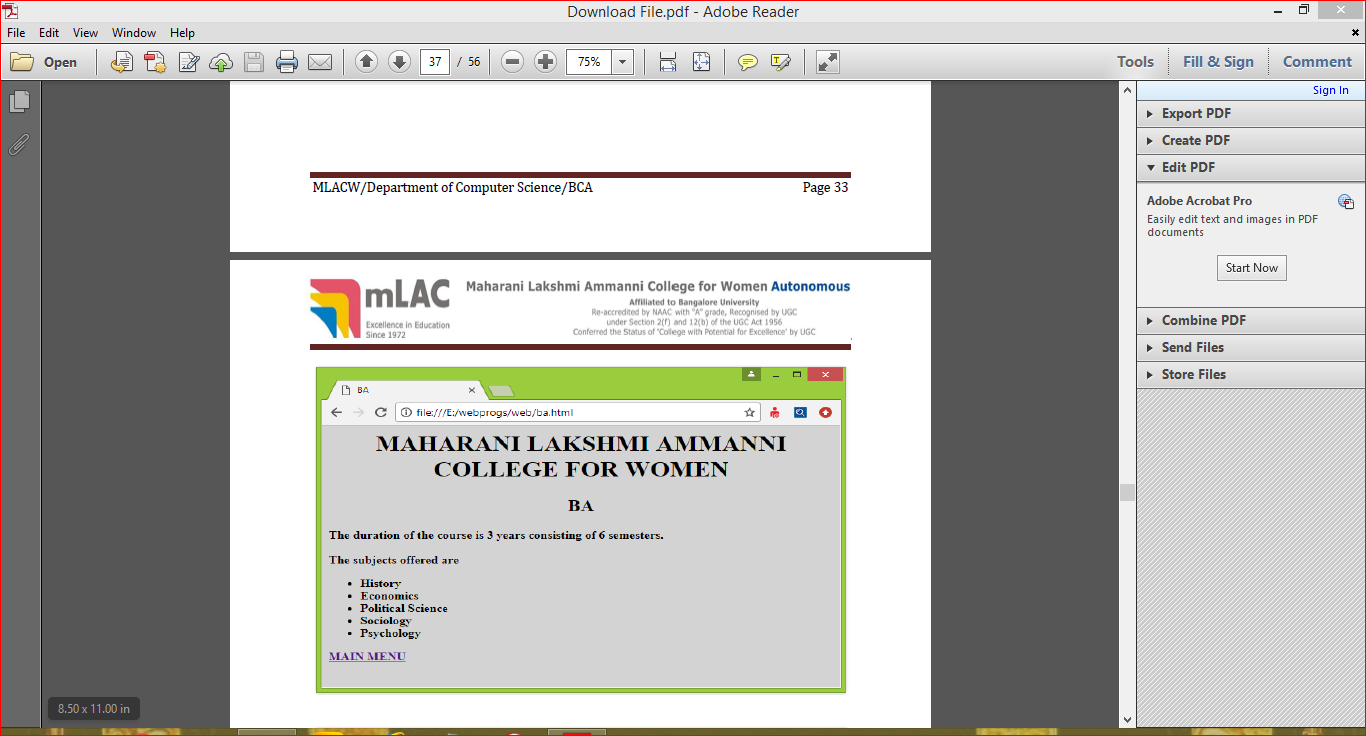 Download File.pdf - Adobe Reader
File Edit View Window Help
Open 37 / 56 75% Tools Fill & Sign Comment
Sign In
Export PDF
Create PDF
Edit PDF
Adobe Acrobat Pro
Easily edit text and images in PDF
documents
Start Now
Combine PDF
Send Files
Store Files
MLACW/Department of Computer Science/BCA Page 33
mLAC
Excellence in Education
Since 1972
Maharani Lakshmi Ammanni College for Women Autonomous
Affiliated to Bangalore University
Re-accredited by NAAC with "A" grade, Recognised by UGC
under Section 2(f) and 12(b) of the UGC Act 1956
Conferred the Status of 'College with Potential for Excellence' by UGC
BA
file:///E:/webprogs/web/ba.html
MAHARANI LAKSHMI AMMANNI
COLLEGE FOR WOMEN
BA
The duration of the course is 3 years consisting of 6 semesters.
The subjects offered are
• History
• Economics
• Political Science
• Sociology
• Psychology
MAIN MENU
8.50 x 11.00 in